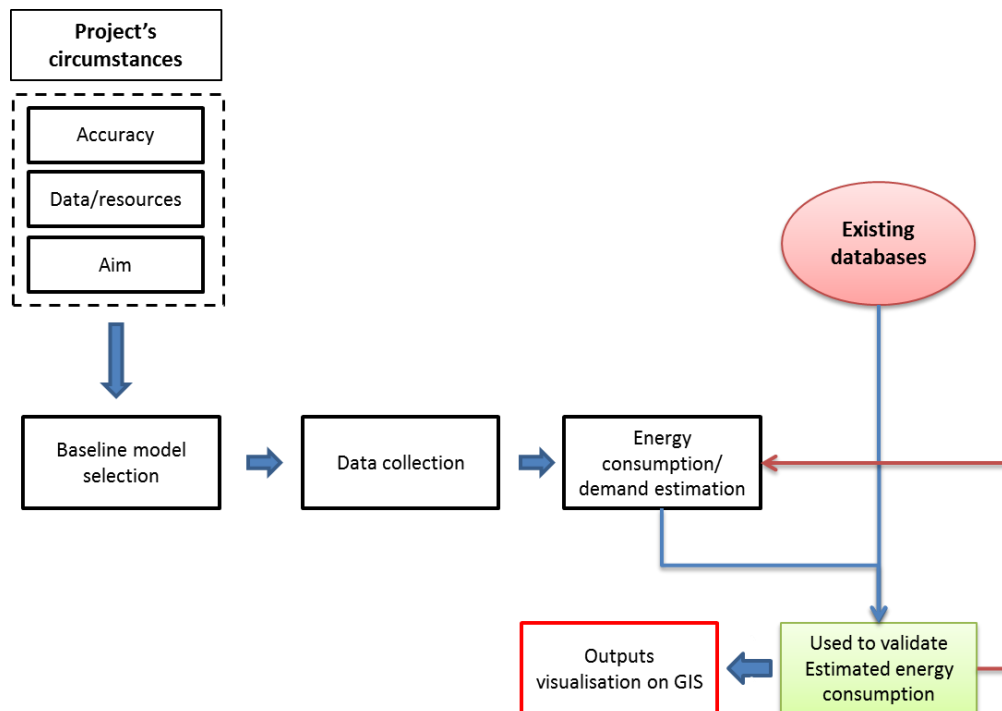 Project's
circumstances
Accuracy
Data/resources
Aim
Existing
databases
Baseline model
selection
Data collection
Energy
consumption/
demand estimation
Outputs
visualisation on GIS
Used to validate
Estimated energy
consumption